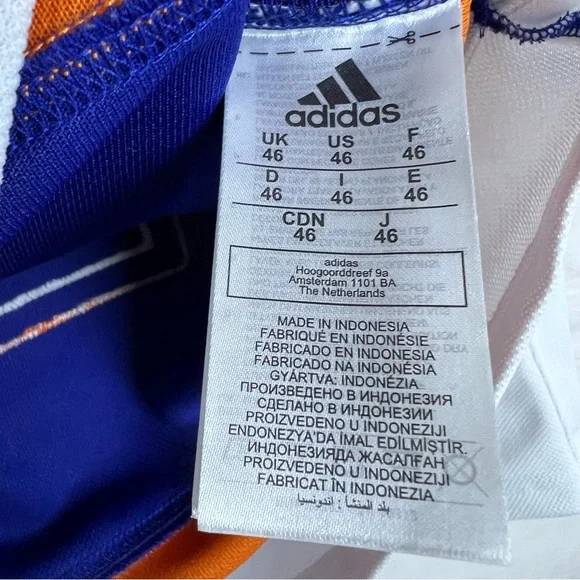 adidas
UK US F
46 46 46
D I E
46 46 46
CDN J
46 46
adidas
Hoogoorddreef 9a
Amsterdam 1101 BA
The Netherlands
MADE IN INDONESIA
FABRIQUÉ EN INDONÉSIE
FABRICADO EN INDONESIA
FABRICADO NA INDONÉSIA
GYÁRTVA: INDONÉZIA
ПРОИЗВЕДЕНО В ИНДОНЕЗИЯ
СДЕЛАНО В ИНДОНЕЗИИ
PROIZVEDENO U INDONEZIJI
ENDONEZYA'DA İMAL EDİLMİŞTİR.
ИНДОНЕЗИЯДА ЖАСАЛҒАН
PROIZVEDENO U INDONEZIJI
FABRICAT ÎN INDONEZIA
بلد المنشأ: اندونسيا